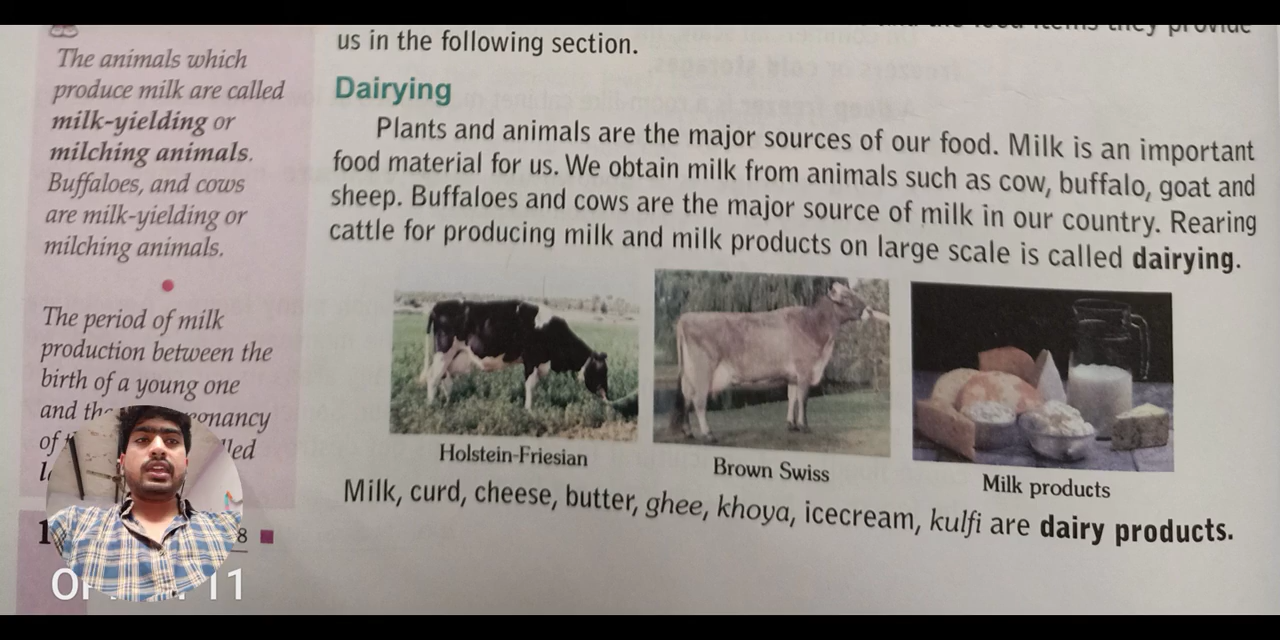 The animals which
produce milk are called
milk-yielding or
milching animals.
Buffaloes, and cows
are milk-yielding or
milching animals.
The period of milk
production between the
birth of a young one
and the
of
us in the following section.
Dairying
Plants and animals are the major sources of our food. Milk is an important
food material for us. We obtain milk from animals such as cow, buffalo, goat and
sheep. Buffaloes and cows are the major source of milk in our country. Rearing
cattle for producing milk and milk products on large scale is called dairying.
Holstein-Friesian
Brown Swiss
Milk products
Milk, curd, cheese, butter, ghee, khoya, icecream, kulfi are dairy products.